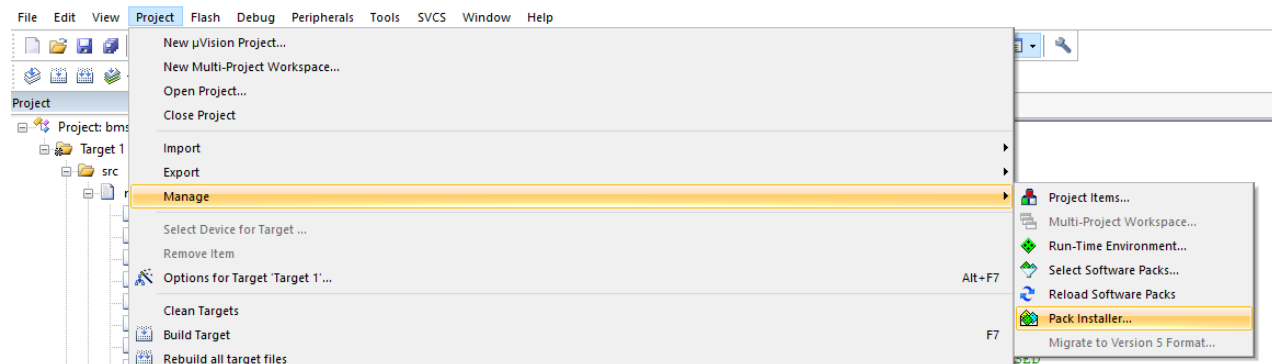 File Edit View Project Flash Debug Peripherals Tools SVCS Window Help
New µVision Project...
New Multi-Project Workspace...
Open Project...
Close Project
Project
Project: bms
Target 1
src
Import
Export
Manage
Select Device for Target ...
Remove Item
Options for Target 'Target 1'... Alt+F7
Clean Targets
Build Target F7
Rebuild all target files
Project Items...
Multi-Project Workspace...
Run-Time Environment...
Select Software Packs...
Reload Software Packs
Pack Installer...
Migrate to Version 5 Format...